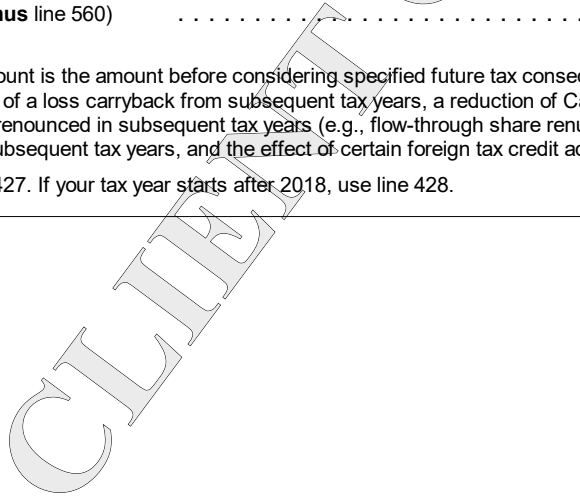 nus line 560) . . . . . . . . . . . . . . . . . . . . . . . . . . .
ount is the amount before considering specified future tax consec
of a loss carryback from subsequent tax years, a reduction of Ca
renounced in subsequent tax years (e.g., flow-through share renu
ubsequent tax years, and the effect of certain foreign tax credit ad
427. If your tax year starts after 2018, use line 428.
CLIENT